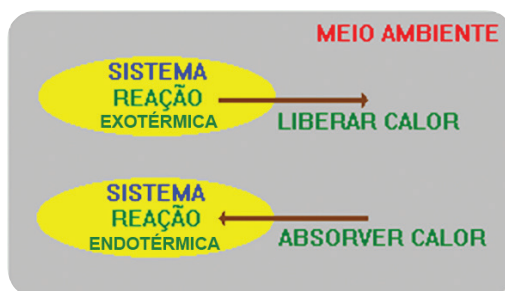 MEIO AMBIENTE
SISTEMA
REAÇÃO
EXOTÉRMICA
LIBERAR CALOR
SISTEMA
REAÇÃO
ENDOTÉRMICA
ABSORVER CALOR